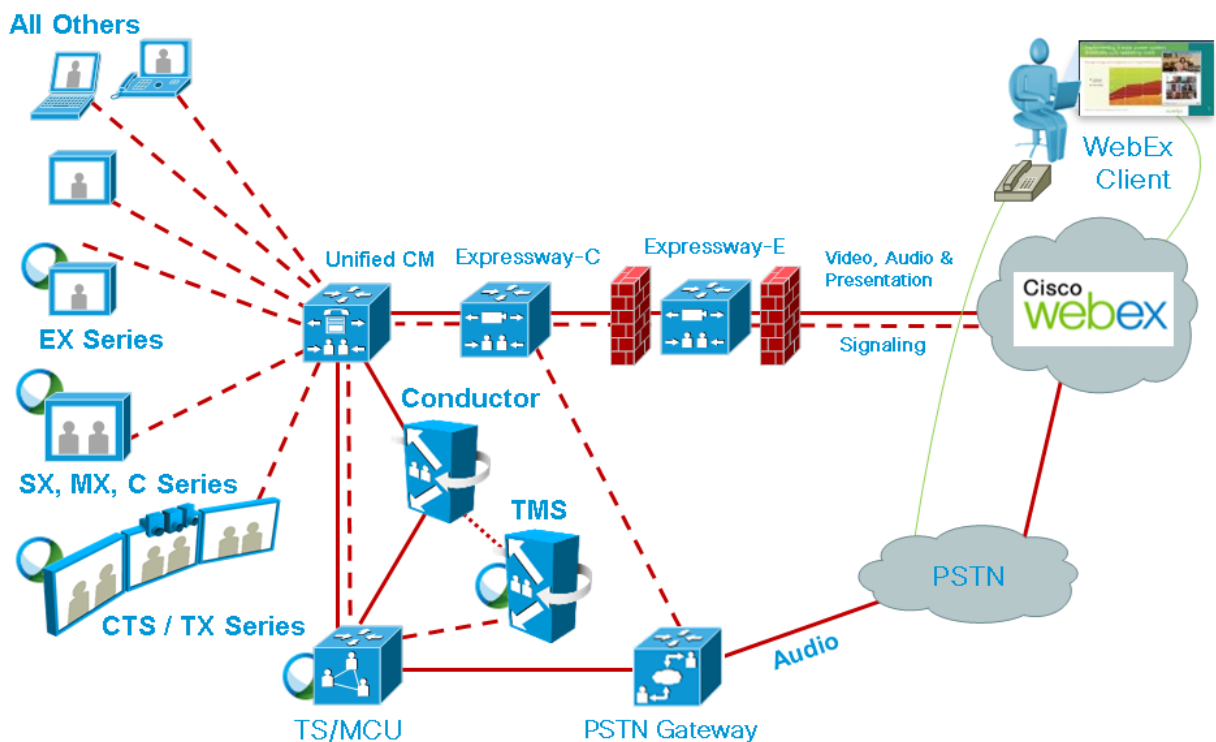 All Others
EX Series
SX, MX, C Series
CTS / TX Series
Unified CM
Expressway-C
Expressway-E
Video, Audio &
Presentation
Signaling
WebEx
Client
Cisco
webex
Conductor
TMS
PSTN
Audio
TS/MCU
PSTN Gateway